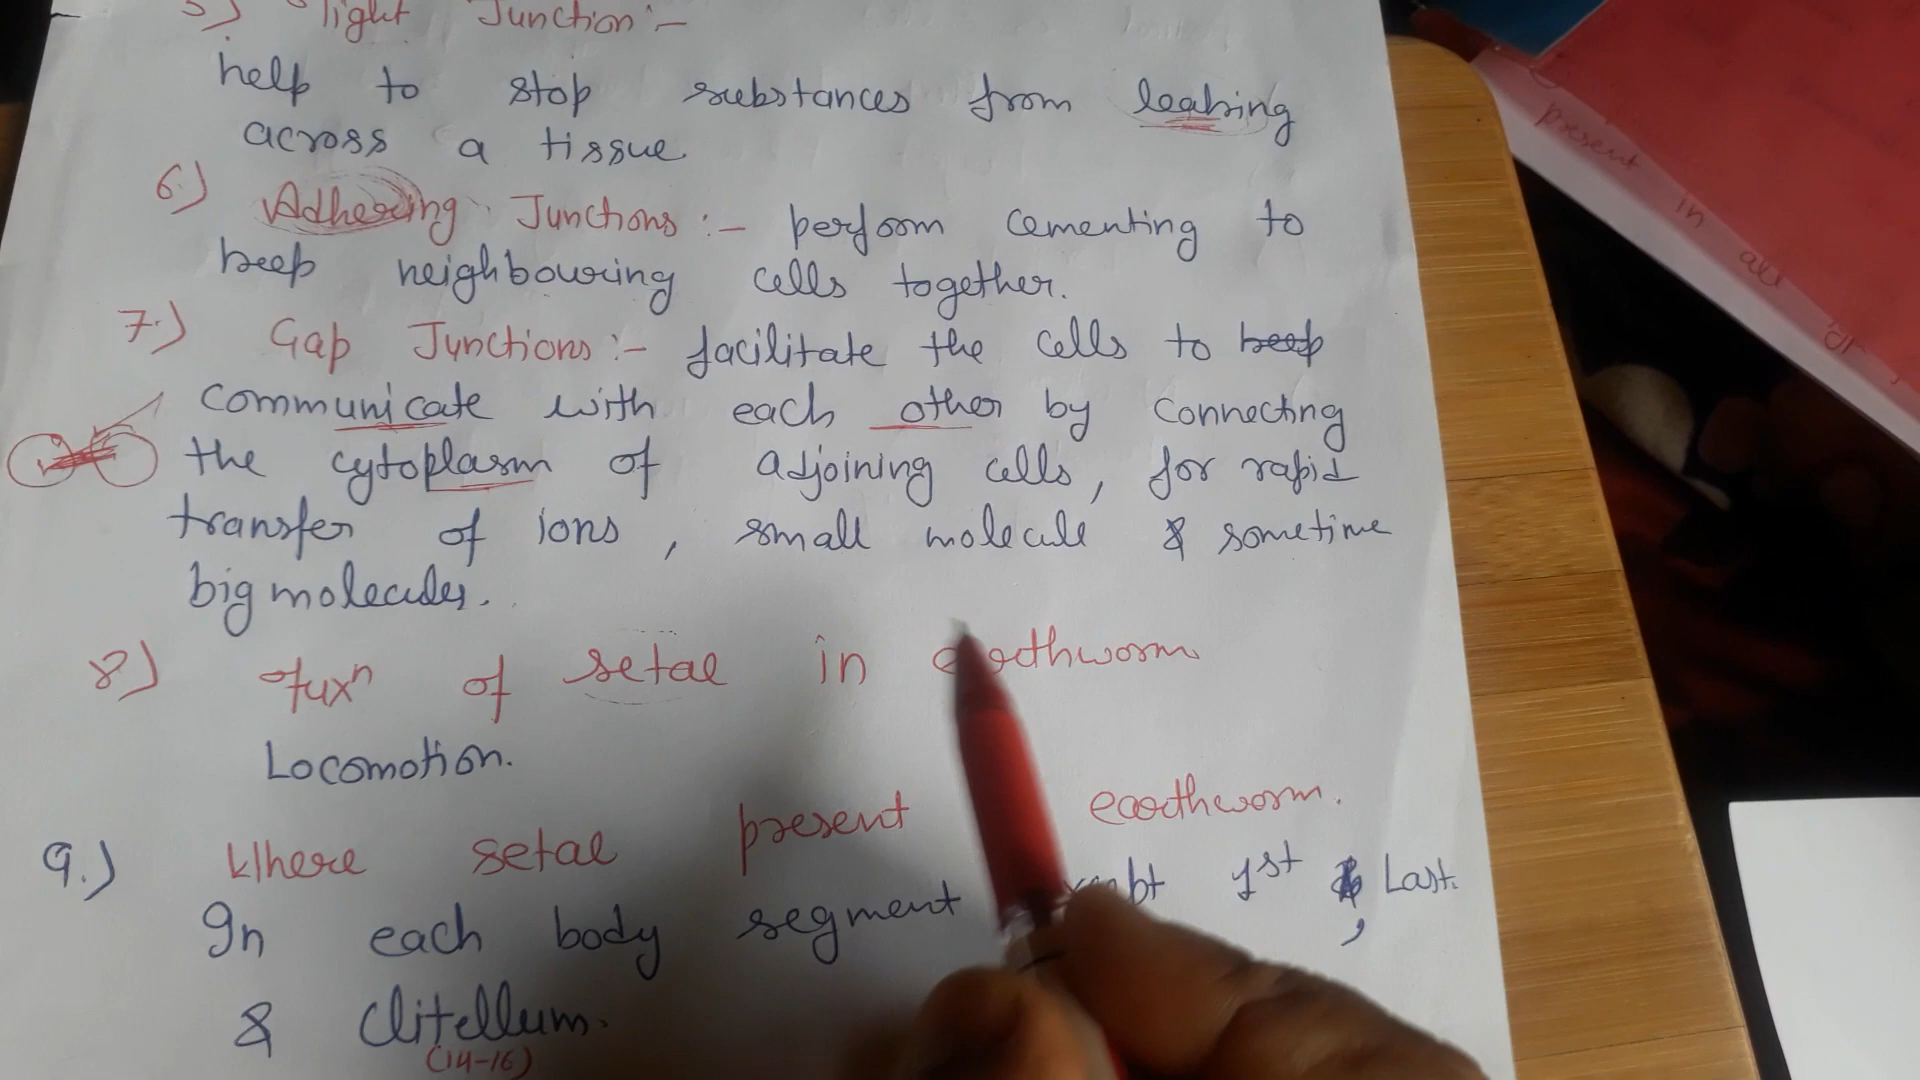 5.) Tight Junction :-
help to stop substances from leaking
across a tissue.
6.) Adhering Junctions :- perform cementing to
keep neighbouring cells together.
7.) Gap Junctions :- facilitate the cells to keep
communicate with each other by connecting
the cytoplasm of adjoining cells, for rapid
transfer of ions, small molecule & sometime
big molecules.
8) fuxn of setae in earthworm
Locomotion.
9.) Where setae present earthworm.
In each body segment 1st , Last.
& Clitellum.
(14-16)
present in all